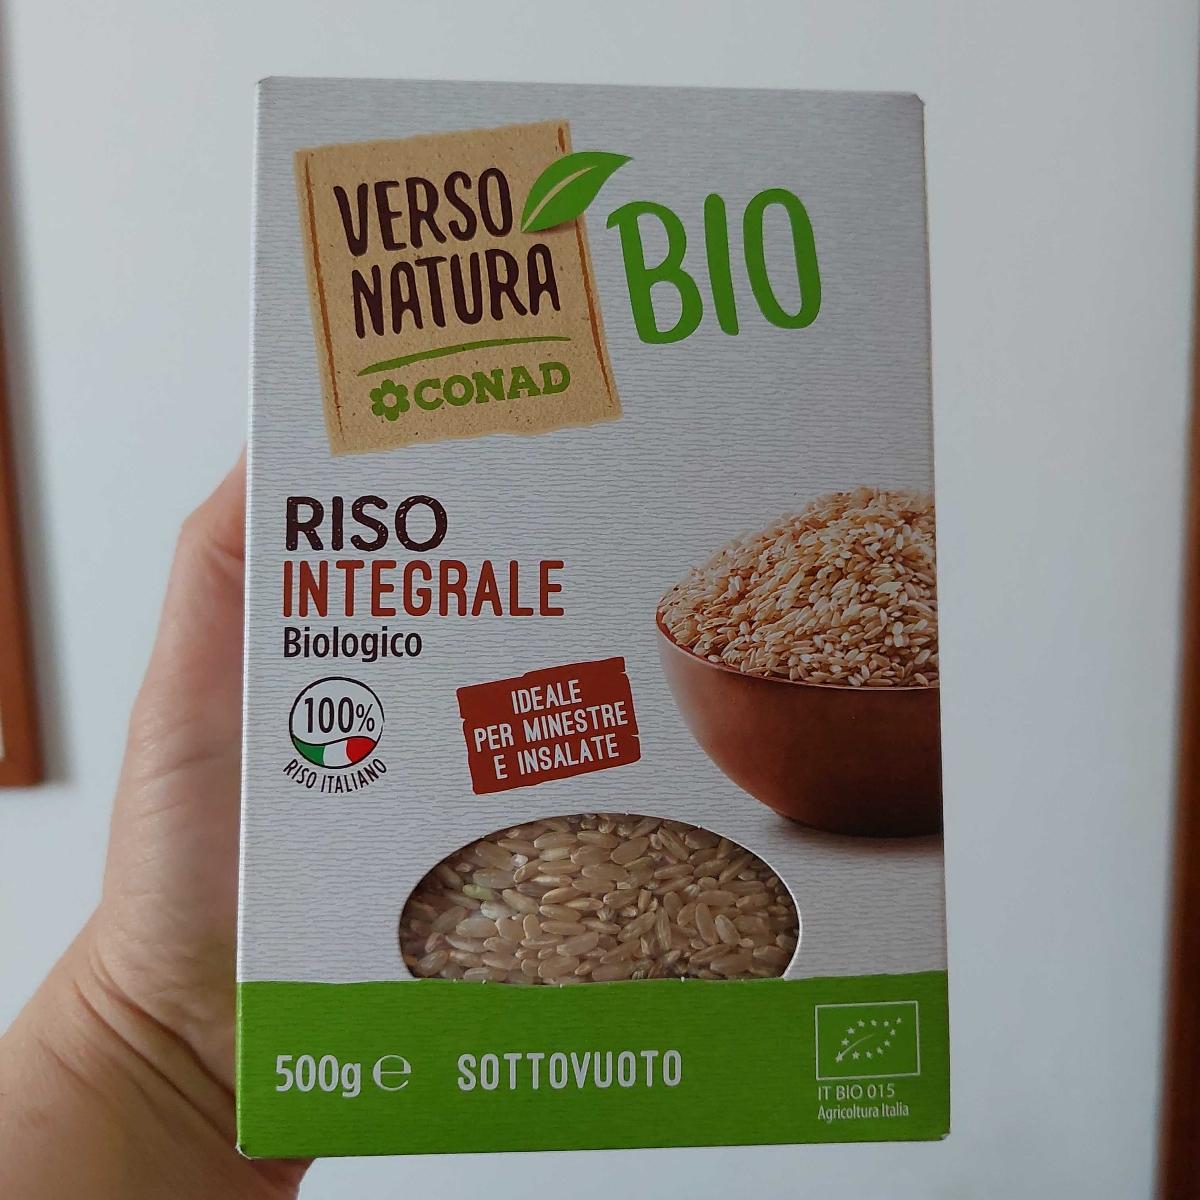 VERSO
NATURA
CONAD
BIO
RISO
INTEGRALE
Biologico
100%
RISO ITALIANO
IDEALE
PER MINESTRE
E INSALATE
500g ℮ SOTTOVUOTO
IT BIO 015
Agricoltura Italia